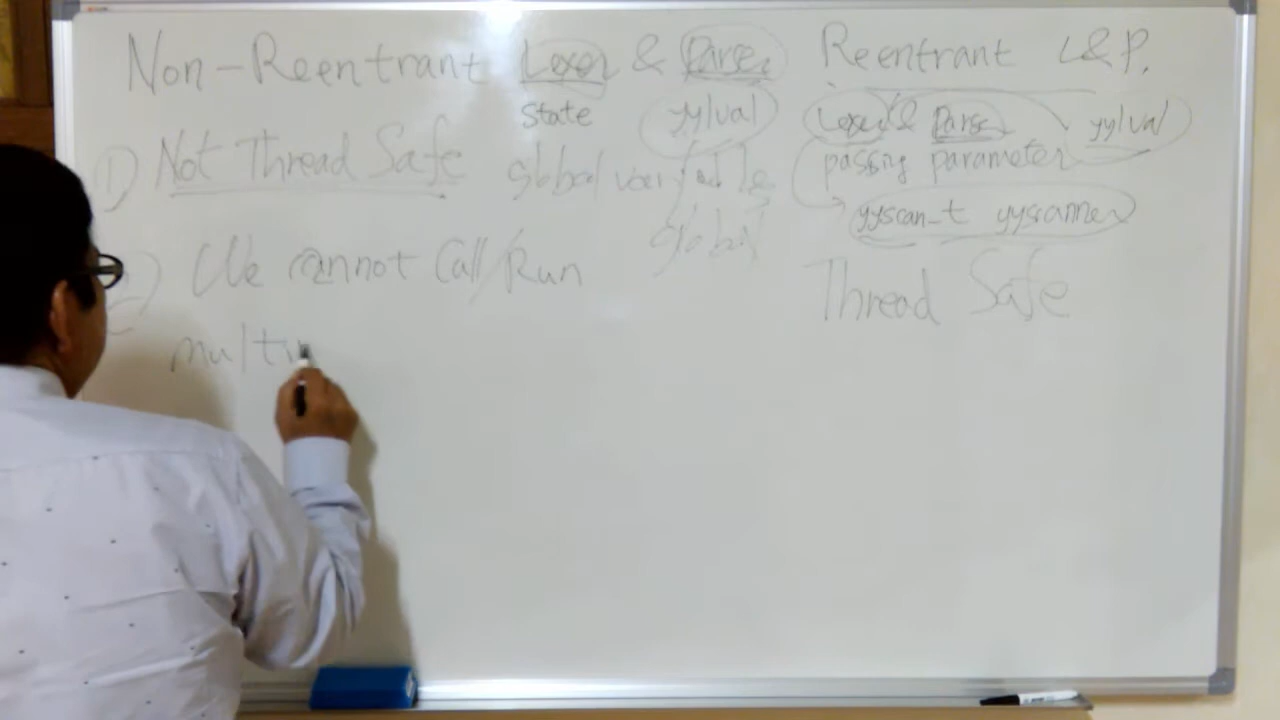 Non-Reentrant Lexer & Parser
state yylval
1) Not Thread Safe global variable
global
2) We cannot Call/Run
multi
Reentrant L&P.
Lexer & Parser yylval
passing parameter
yyscan_t yyscanner
Thread Safe